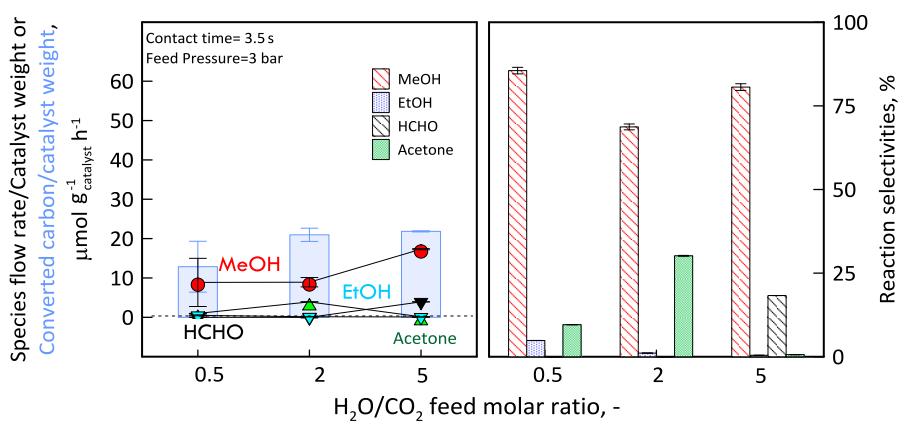 Species flow rate/Catalyst weight or
Converted carbon/catalyst weight,
μmol g⁻¹catalyst h⁻¹
Contact time= 3.5 s
Feed Pressure=3 bar
60
50
40
30
20
10
0
MeOH
EtOH
HCHO
Acetone
MeOH
EtOH
HCHO
Acetone
0.5
2
5
0.5
2
5
100
75
50
25
0
Reaction selectivities, %
H₂O/CO₂ feed molar ratio, -